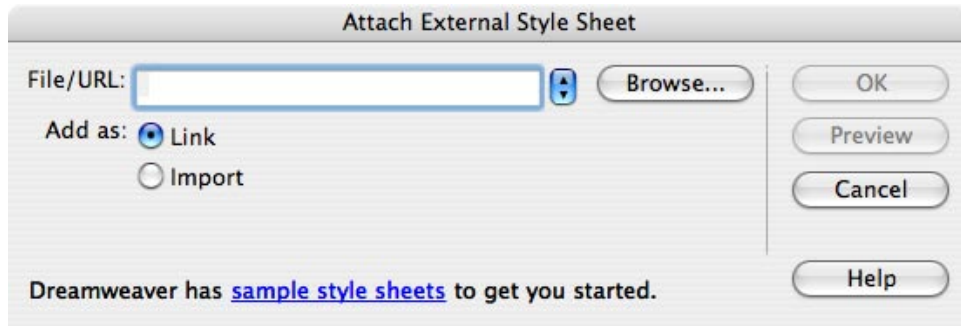 Attach External Style Sheet
File/URL: Browse... OK
Add as: Link Preview
Import Cancel
Dreamweaver has sample style sheets to get you started. Help